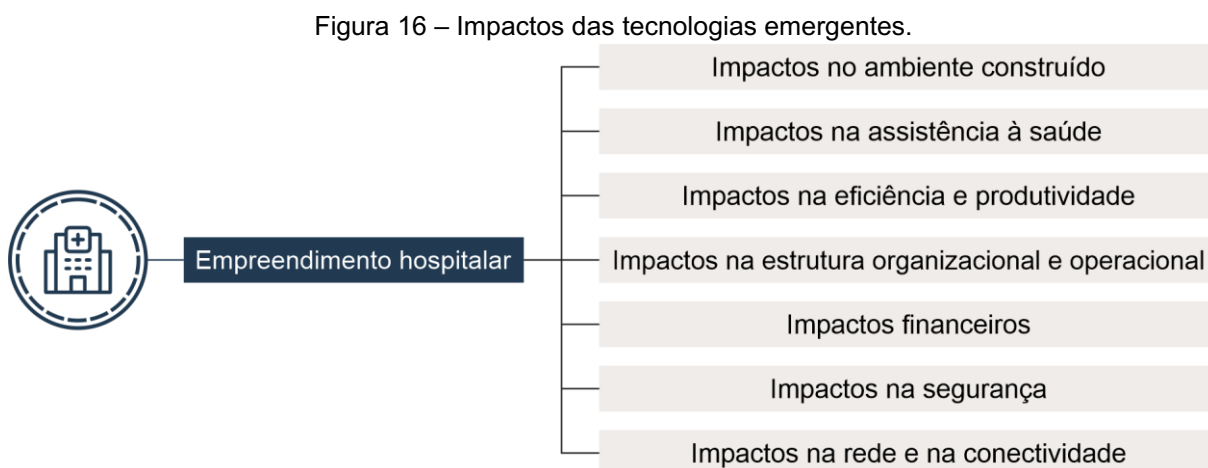 Figura 16 – Impactos das tecnologias emergentes.
Impactos no ambiente construído
Impactos na assistência à saúde
Impactos na eficiência e produtividade
Empreendimento hospitalar
Impactos na estrutura organizacional e operacional
Impactos financeiros
Impactos na segurança
Impactos na rede e na conectividade